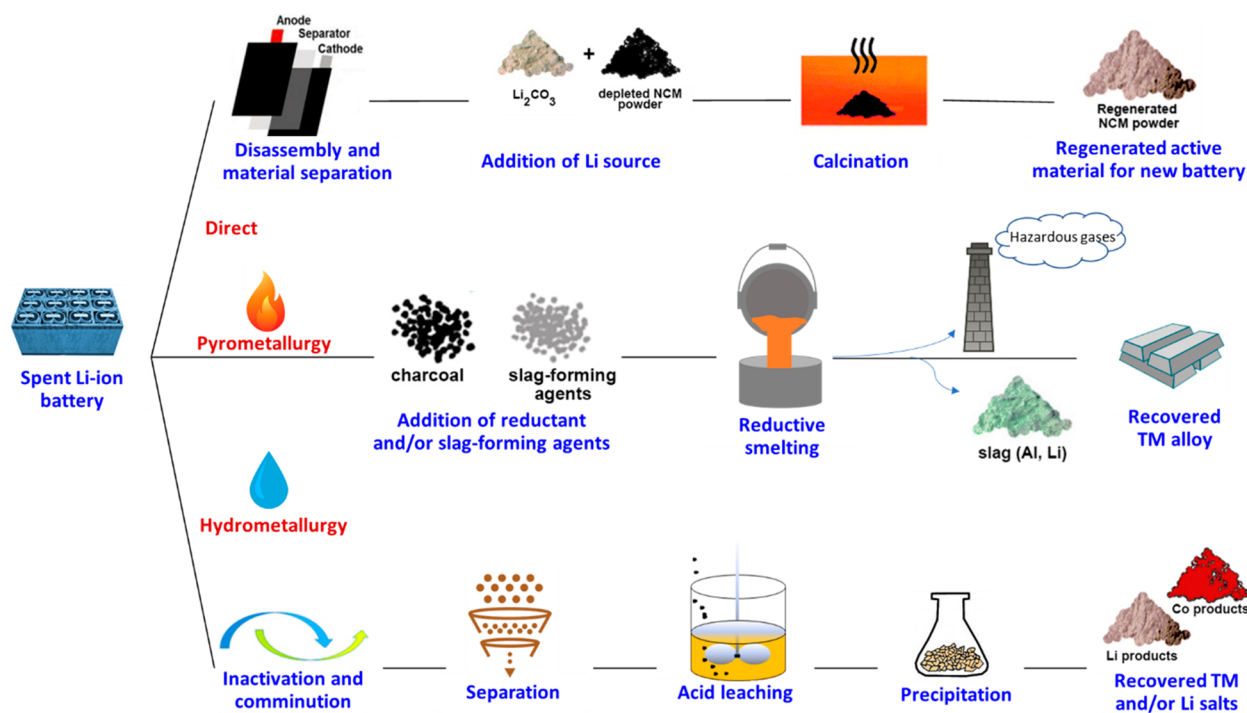 Anode
Separator
Cathode
Li₂CO₃
+
depleted NCM
powder
Regenerated
NCM powder
Disassembly and
material separation
Addition of Li source
Calcination
Regenerated active
material for new battery
Direct
Hazardous gases
Pyrometallurgy
charcoal
slag-forming
agents
Spent Li-ion
battery
Addition of reductant
and/or slag-forming agents
Reductive
smelting
slag (Al, Li)
Recovered
TM alloy
Hydrometallurgy
Co products
Li products
Inactivation and
comminution
Separation
Acid leaching
Precipitation
Recovered TM
and/or Li salts